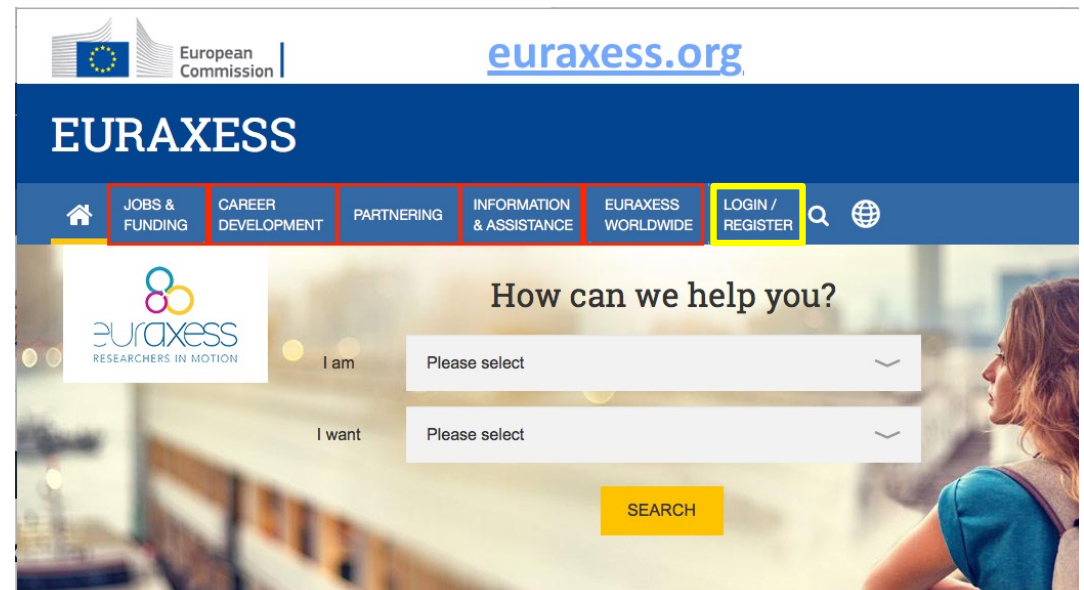 European
Commission
euraxess.org
EURAXESS
JOBS &
FUNDING
CAREER
DEVELOPMENT
PARTNERING
INFORMATION
& ASSISTANCE
EURAXESS
WORLDWIDE
LOGIN /
REGISTER
How can we help you?
euraxess
RESEARCHERS IN MOTION
I am
Please select
I want
Please select
SEARCH